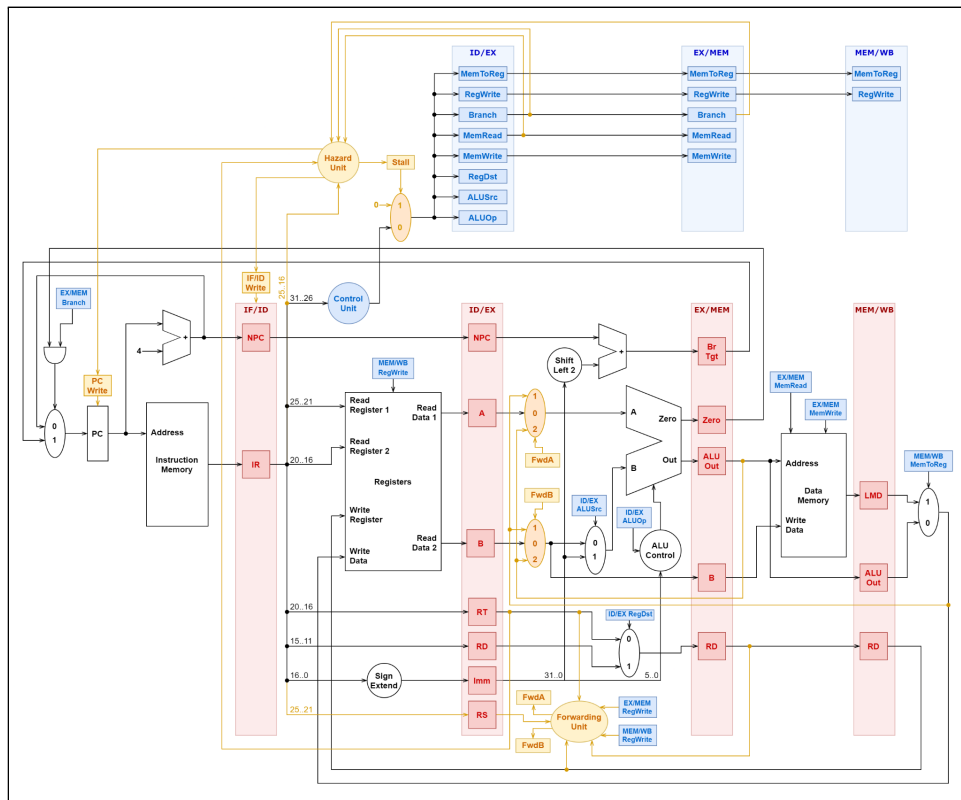 ID/EX
EX/MEM
MEM/WB
MemToReg
MemToReg
MemToReg
RegWrite
RegWrite
RegWrite
Branch
Branch
MemRead
MemRead
MemWrite
MemWrite
RegDst
ALUSrc
ALUOp
Hazard
Unit
Stall
0
1
0
25..16
IF/ID
Write
31..26
Control
Unit
EX/MEM
Branch
IF/ID
ID/EX
EX/MEM
MEM/WB
4
+
NPC
NPC
+
Br
Tgt
Shift
Left 2
PC
Write
0
1
PC
Address
Instruction
Memory
IR
MEM/WB
RegWrite
25..21
Read
Register 1
Read
Data 1
20..16
Read
Register 2
Registers
Write
Register
Write
Data
Read
Data 2
A
B
1
0
2
FwdA
FwdB
1
0
2
ID/EX
ALUSrc
0
1
A
B
Zero
Out
ID/EX
ALUOp
ALU
Control
Zero
ALU
Out
B
EX/MEM
MemRead
EX/MEM
MemWrite
Address
Data
Memory
Write
Data
LMD
ALU
Out
MEM/WB
MemToReg
1
0
20..16
RT
ID/EX RegDst
0
1
15..11
RD
RD
RD
16..0
Sign
Extend
Imm
31..0
5..0
25..21
RS
FwdA
FwdB
Forwarding
Unit
EX/MEM
RegWrite
MEM/WB
RegWrite